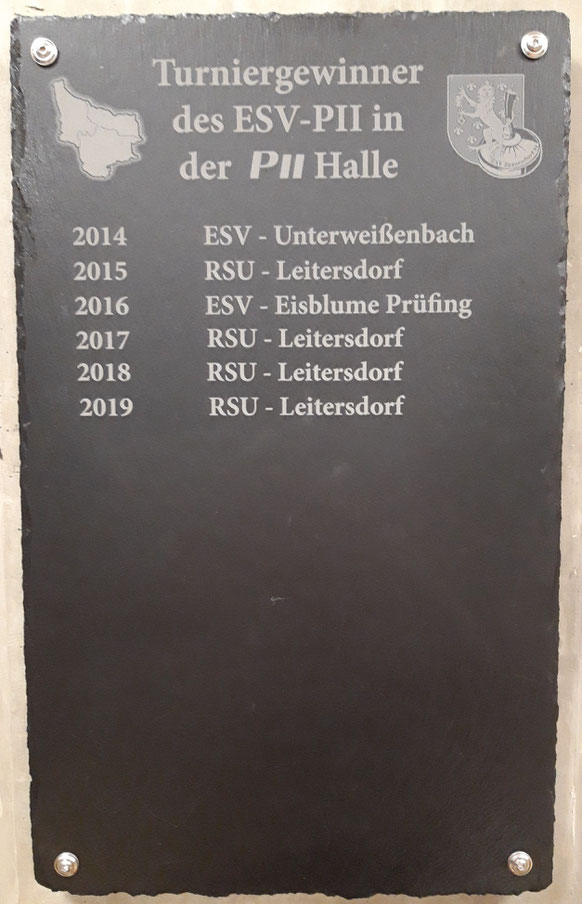 Turniergewinner
des ESV-PII in
der PII Halle
2014 ESV - Unterweißenbach
2015 RSU - Leitersdorf
2016 ESV - Eisblume Prüfing
2017 RSU - Leitersdorf
2018 RSU - Leitersdorf
2019 RSU - Leitersdorf